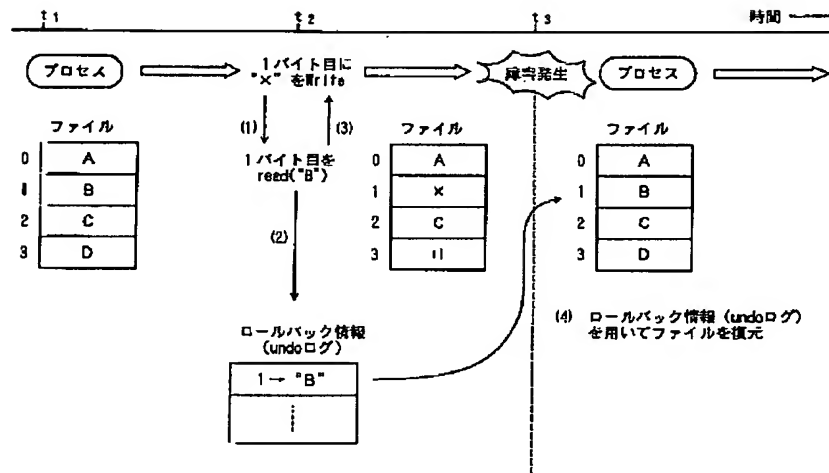 t1 t2 t3 時間
プロセス
1バイト目に
"×"をWrite
障害発生
プロセス
(1) (3)
1バイト目を
read("B")
(2)
ファイル
0 A
1 B
2 C
3 D
ファイル
0 A
1 ×
2 C
3
ファイル
0 A
1 B
2 C
3 D
ロールバック情報
(undoログ)
1→"B"
(4) ロールバック情報(undoログ)
を用いてファイルを復元